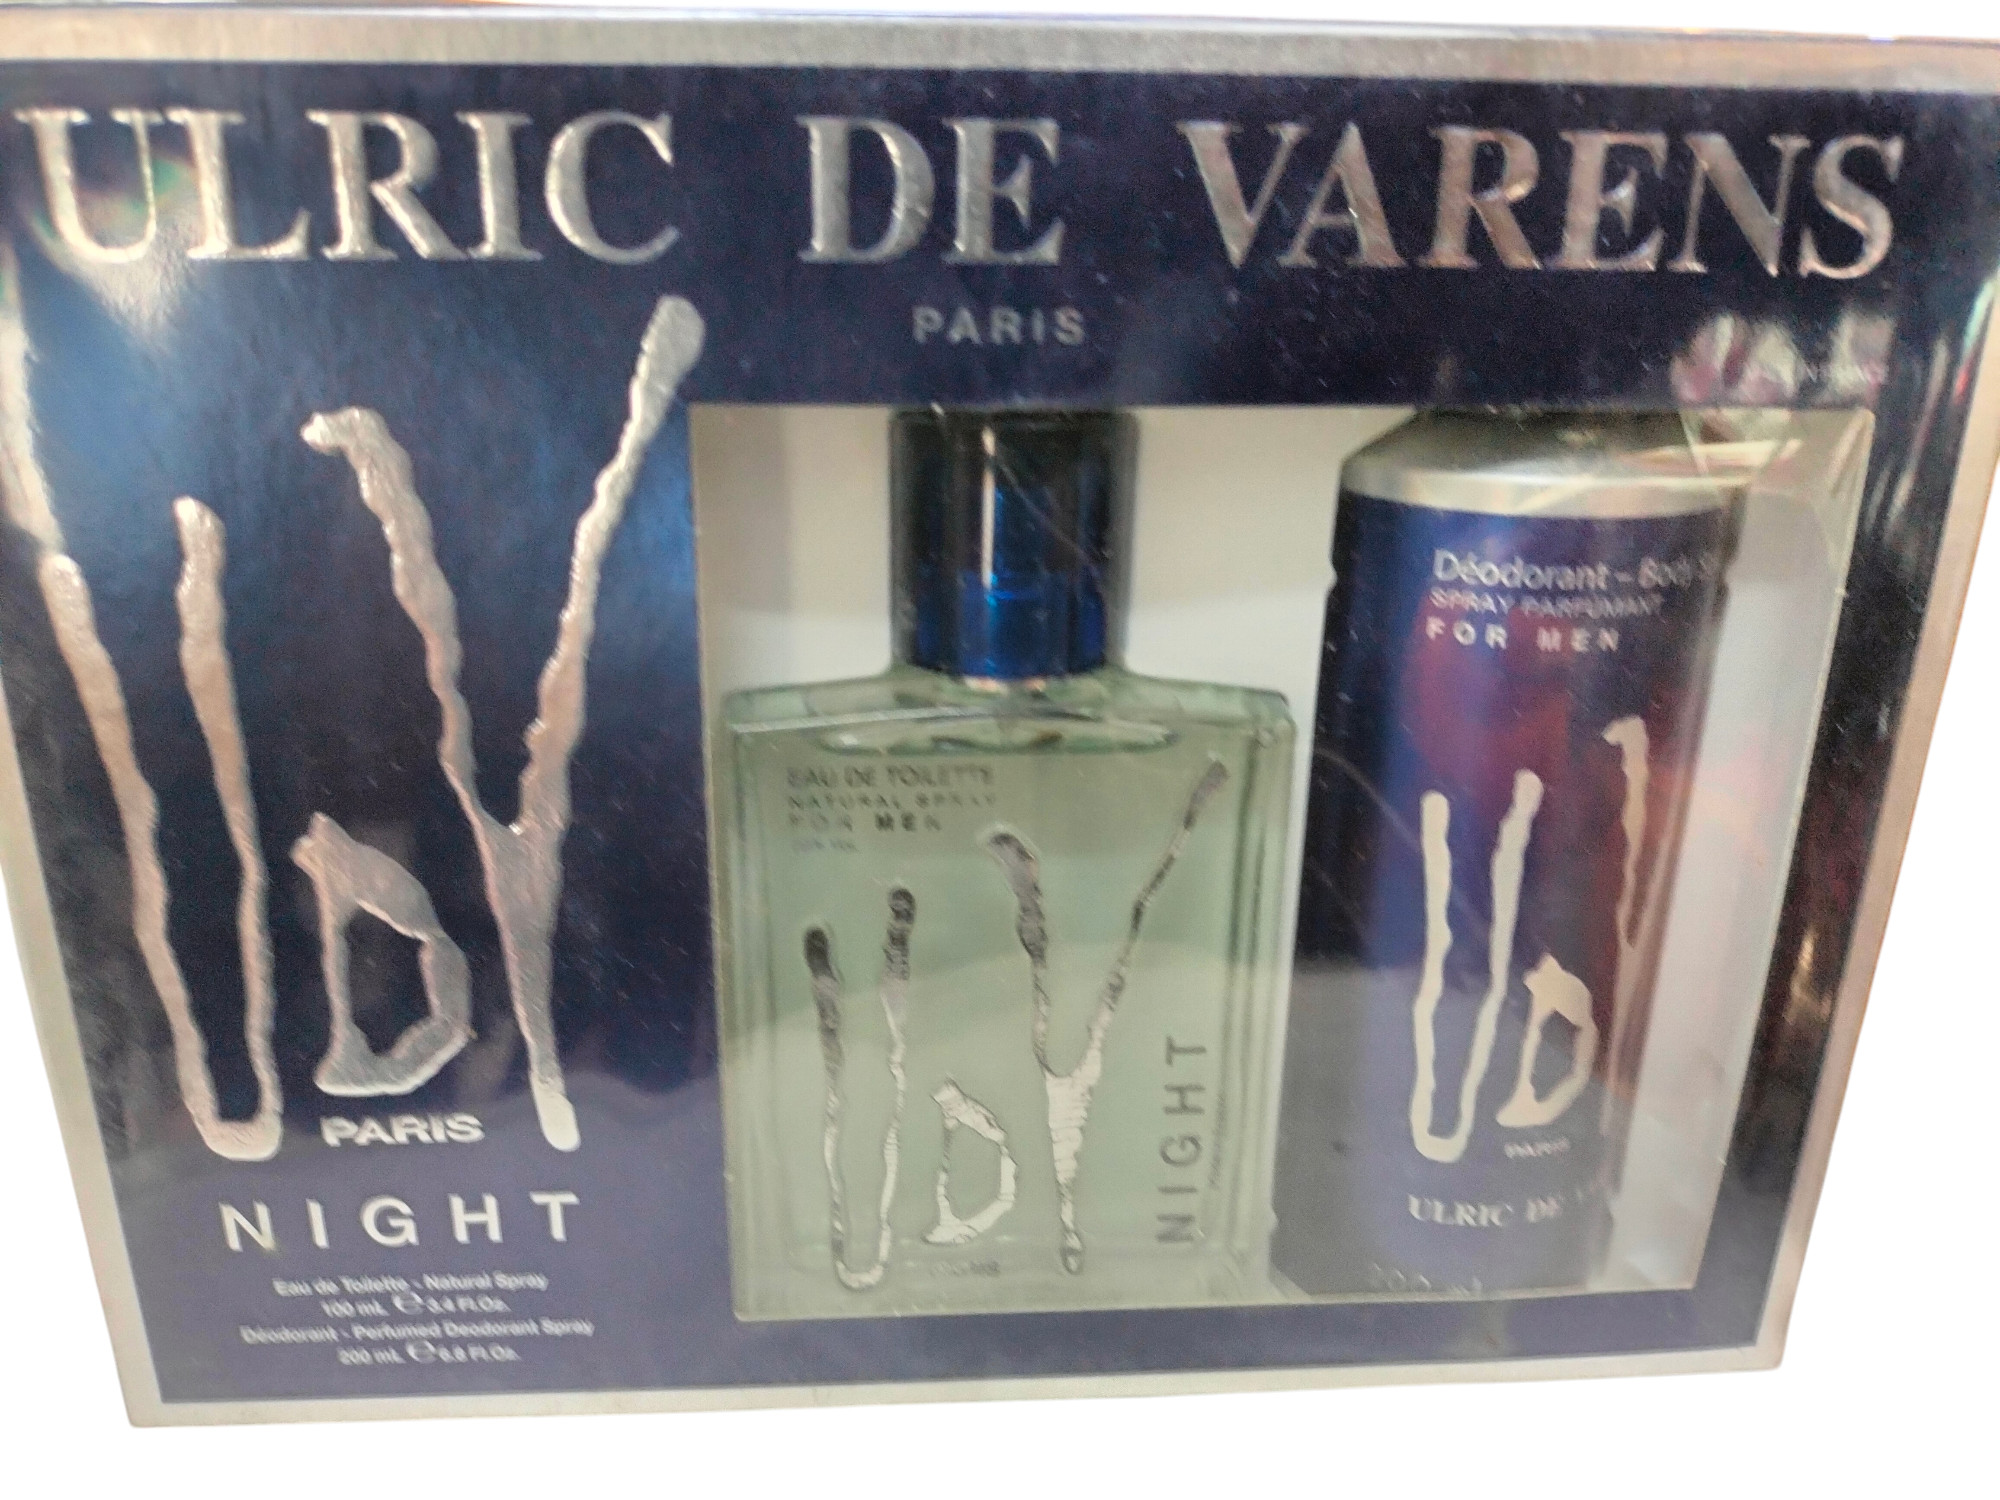 ULRIC DE VARENS
PARIS
UdV
PARIS
NIGHT
Eau de Toilette - Natural Spray
100 mL ℮ 3.4 Fl.Oz.
Déodorant - Perfumed Deodorant Spray
200 mL ℮ 6.8 Fl.Oz.
EAU DE TOILETTE
NATURAL SPRAY
FOR MEN
UdV
NIGHT
Déodorant - Body
SPRAY PARFUMANT
FOR MEN
Ud
PARIS
ULRIC DE
200 mL